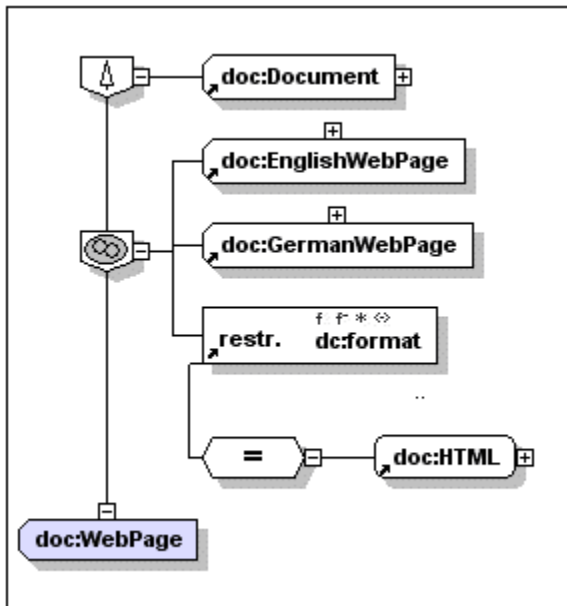 doc:Document
doc:EnglishWebPage
doc:GermanWebPage
f f⁻ * <>
restr. dc:format
..
=
doc:HTML
doc:WebPage